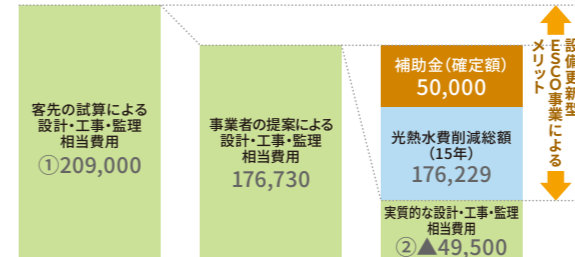 客先の試算による
設計・工事・監理
相当費用
①209,000
事業者の提案による
設計・工事・監理
相当費用
176,730
補助金(確定額)
50,000
光熱水費削減総額
(15年)
176,229
実質的な設計・工事・監理
相当費用
②▲49,500
設備更新型
ESCO事業による
メリット